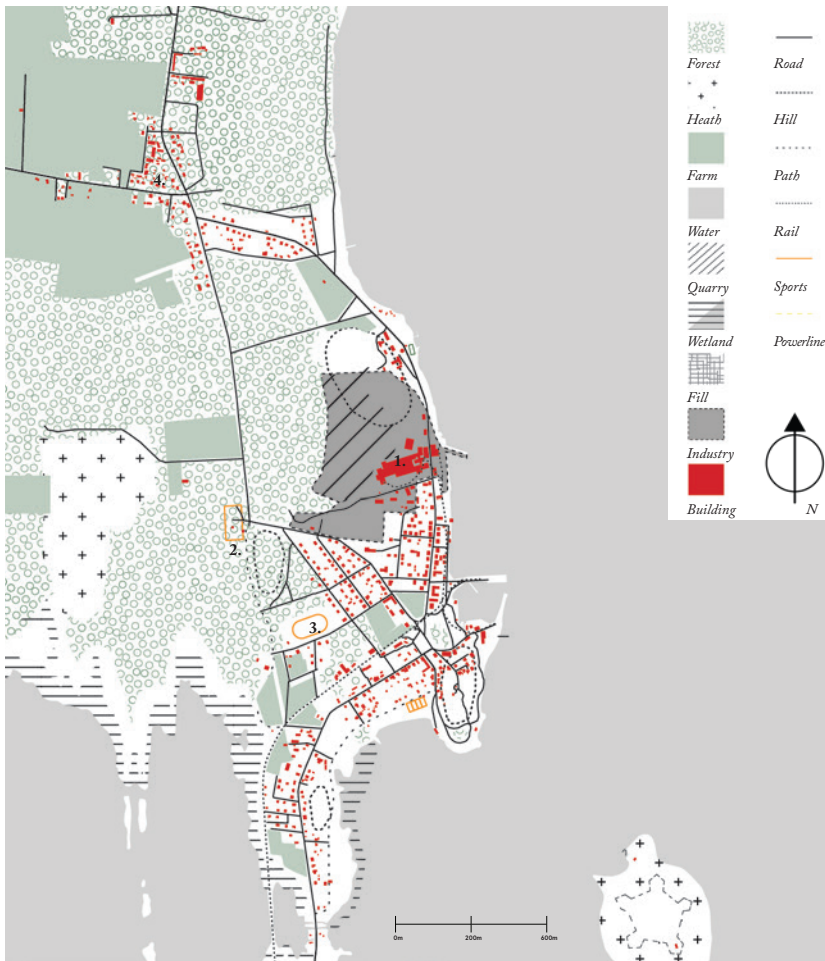 Forest
Road
Heath
Hill
Farm
Path
Water
Rail
Quarry
Sports
Wetland
Powerline
Fill
Industry
Building
N
4.
1.
2.
3.
0m
200m
600m